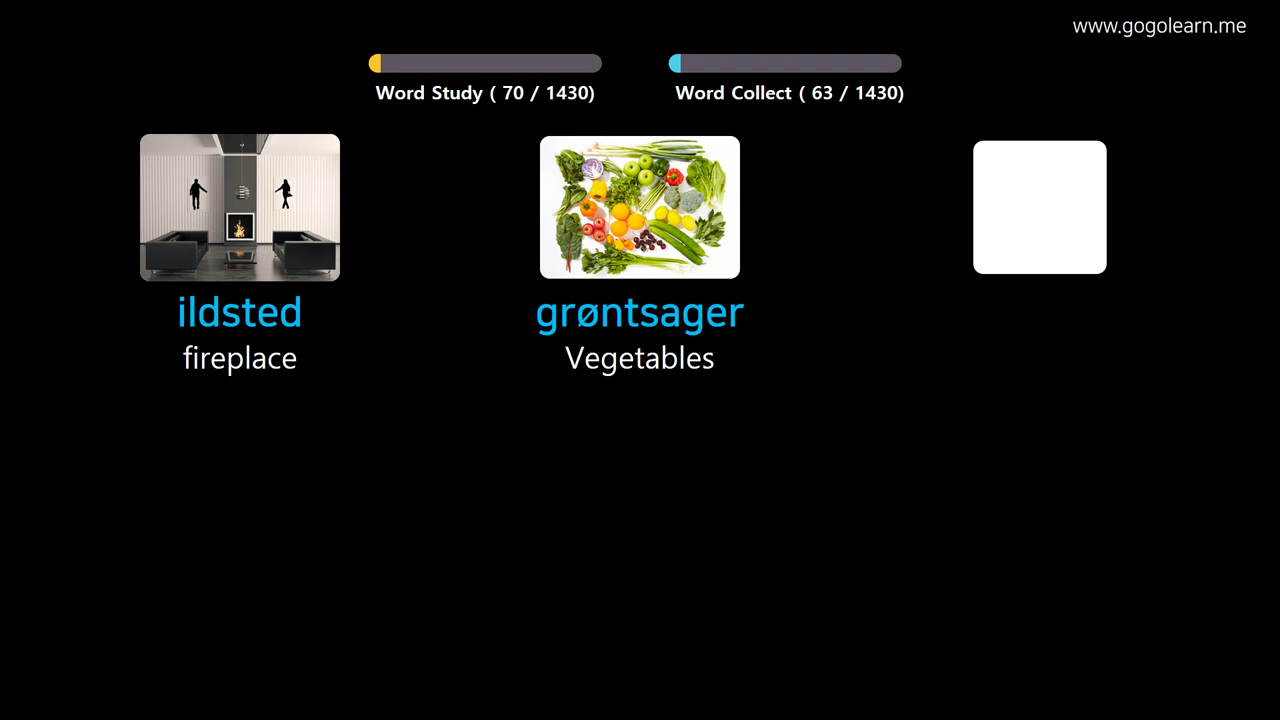 www.gogolearn.me
Word Study ( 70 / 1430)
Word Collect ( 63 / 1430)
ildsted
fireplace
grøntsager
Vegetables